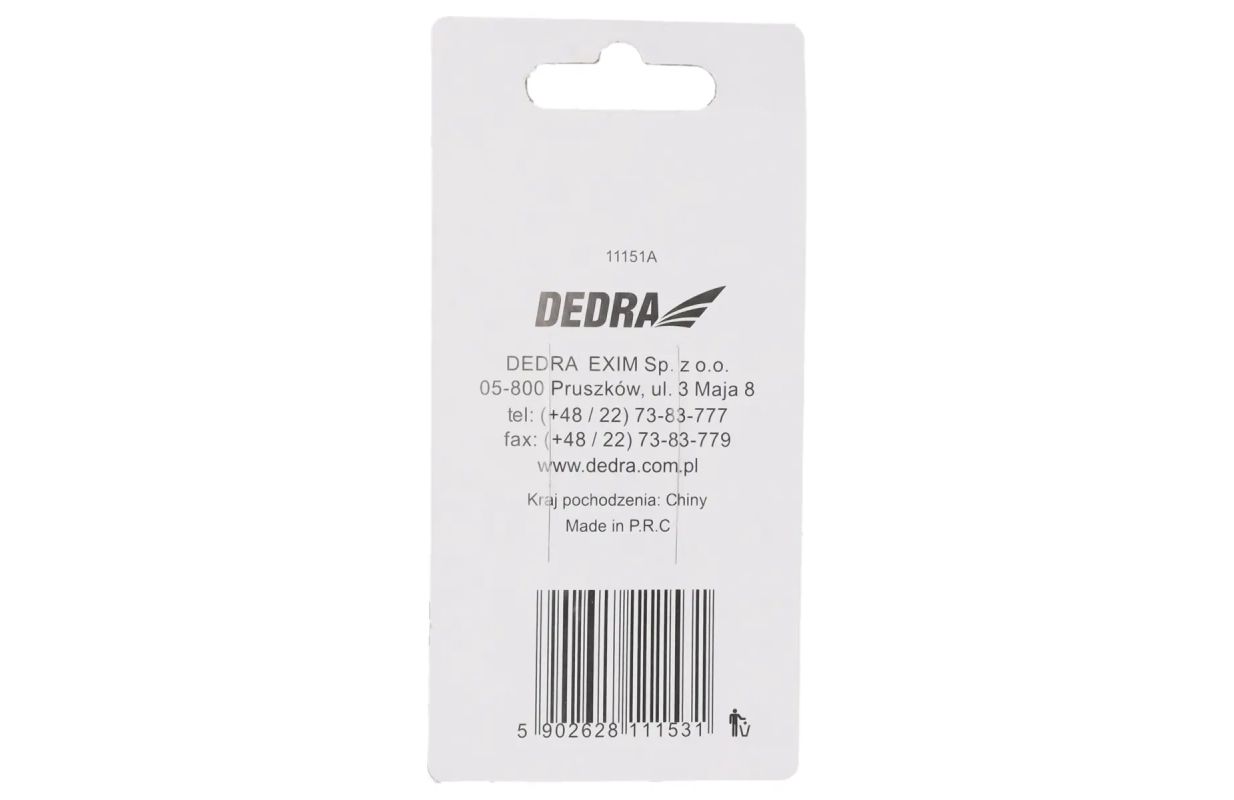 11151A
DEDRA
DEDRA EXIM Sp. z o.o.
05-800 Pruszków, ul. 3 Maja 8
tel: (+48 / 22) 73-83-777
fax: (+48 / 22) 73-83-779
www.dedra.com.pl
Kraj pochodzenia: Chiny
Made in P.R.C
5 902628 111531